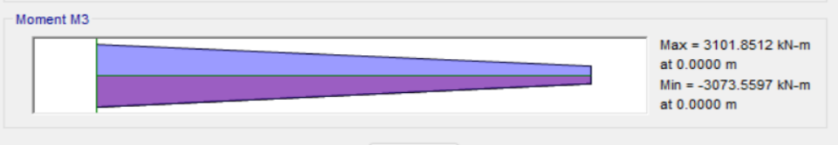 Moment M3
Max = 3101.8512 kN-m
at 0.0000 m
Min = -3073.5597 kN-m
at 0.0000 m